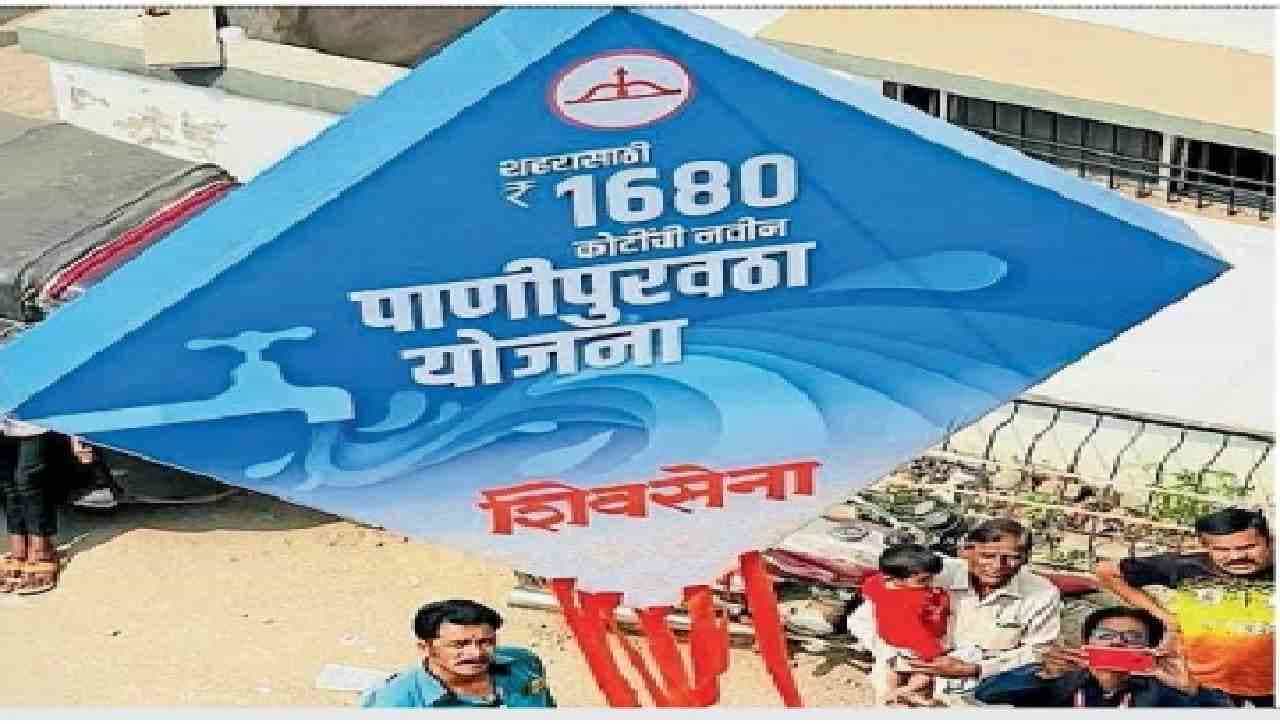 शहरासाठी
₹ 1680
कोटींची नवीन
पाणीपुरवठा
योजना
शिवसेना